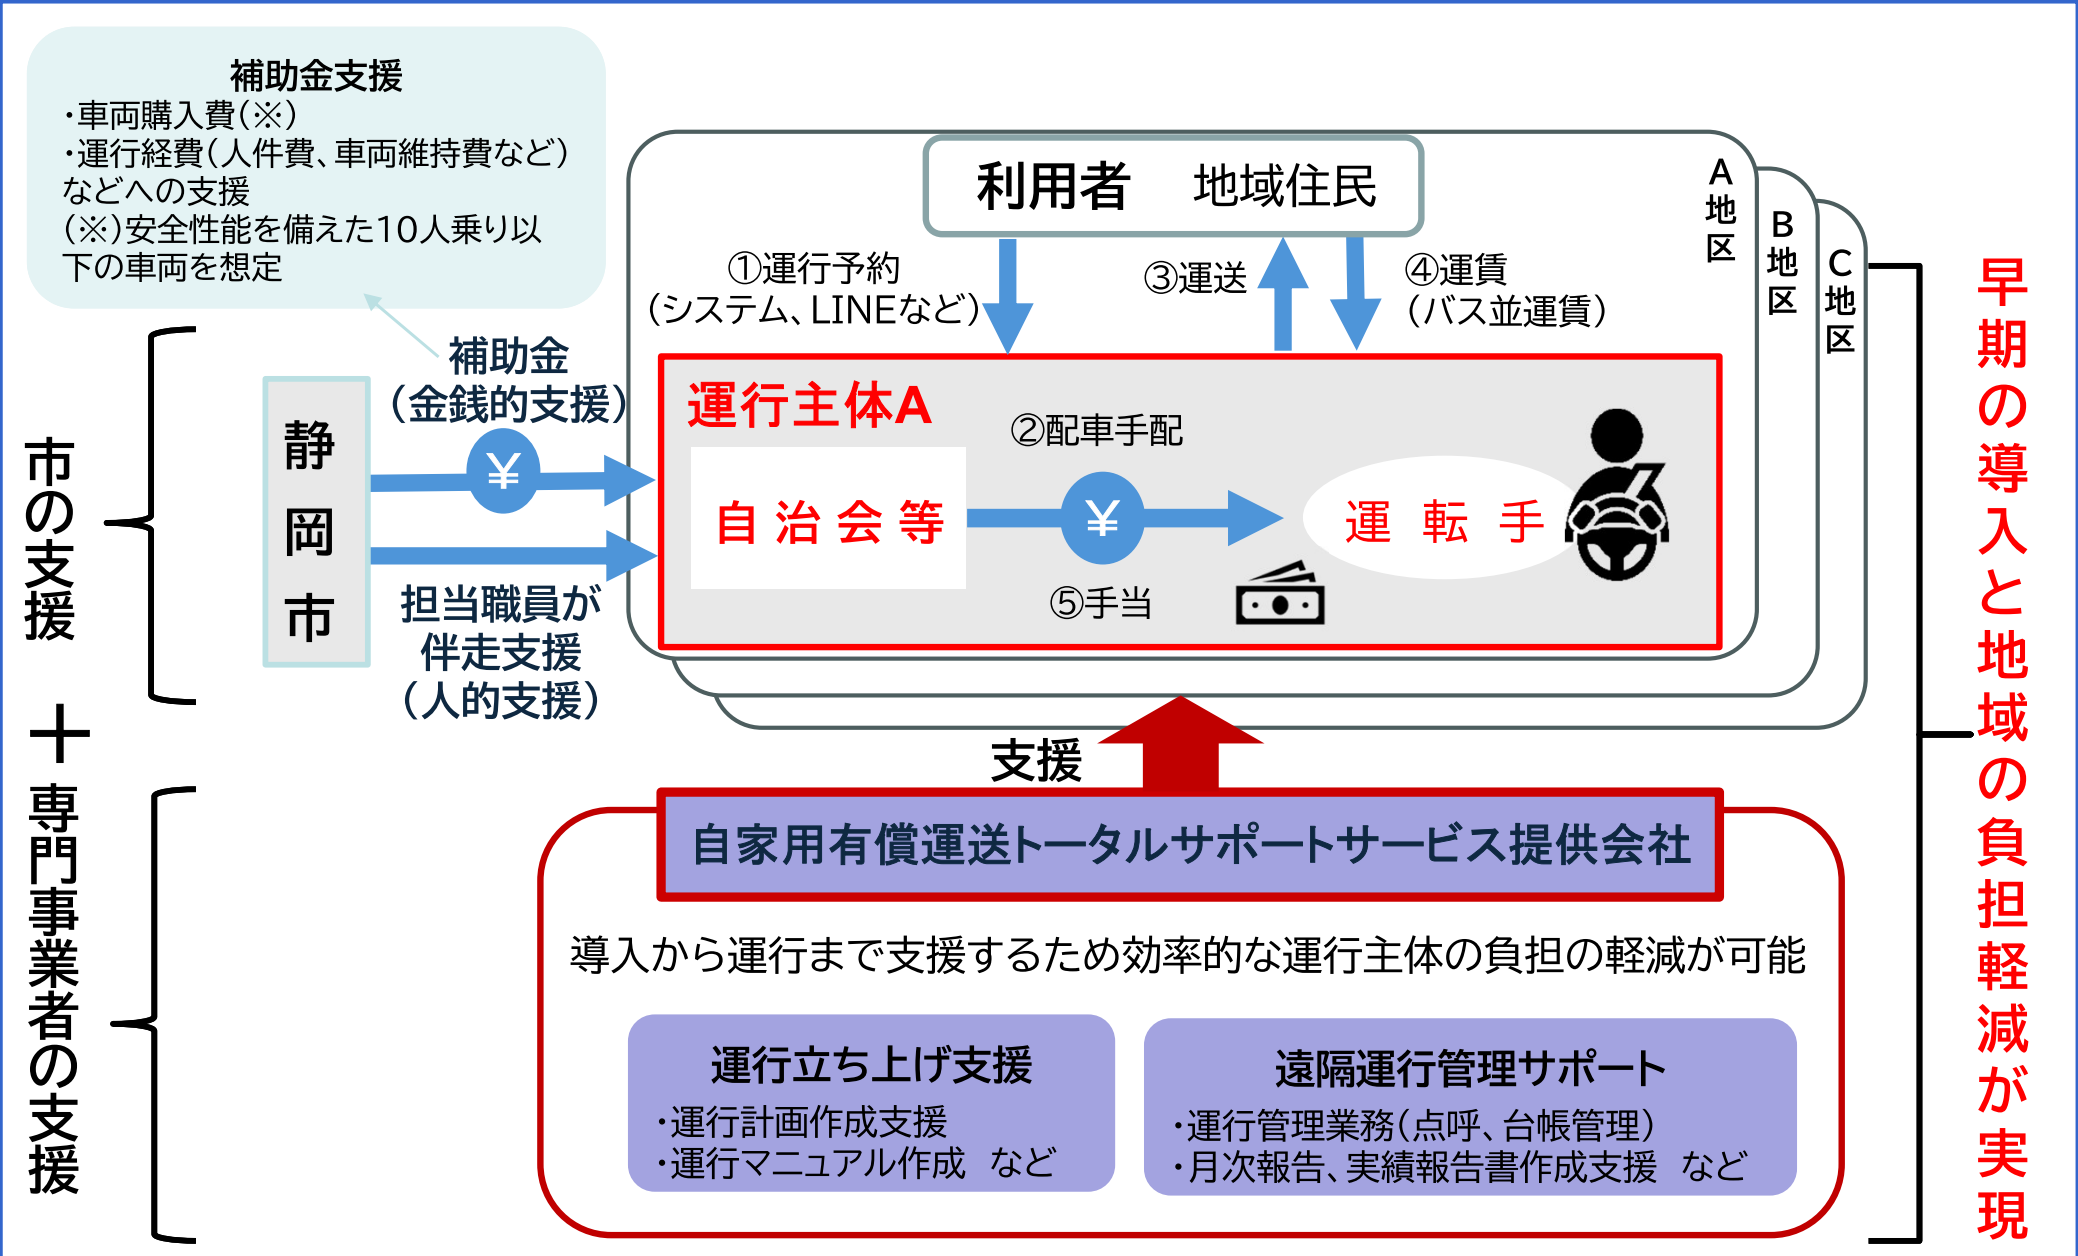 補助金支援
・車両購入費(※)
・運行経費(人件費、車両維持費など)
などへの支援
(※)安全性能を備えた10人乗り以
下の車両を想定
利用者　地域住民
A地区
B地区
C地区
①運行予約
(システム、LINEなど)
③運送
④運賃
(バス並運賃)
補助金
(金銭的支援)
¥
静岡市
担当職員が
伴走支援
(人的支援)
運行主体A
自治会等
②配車手配
¥
⑤手当
運転手
市の支援
＋
専門事業者の支援
支援
自家用有償運送トータルサポートサービス提供会社
導入から運行まで支援するため効率的な運行主体の負担の軽減が可能
運行立ち上げ支援
・運行計画作成支援
・運行マニュアル作成　など
遠隔運行管理サポート
・運行管理業務(点呼、台帳管理)
・月次報告、実績報告書作成支援　など
早期の導入と地域の負担軽減が実現